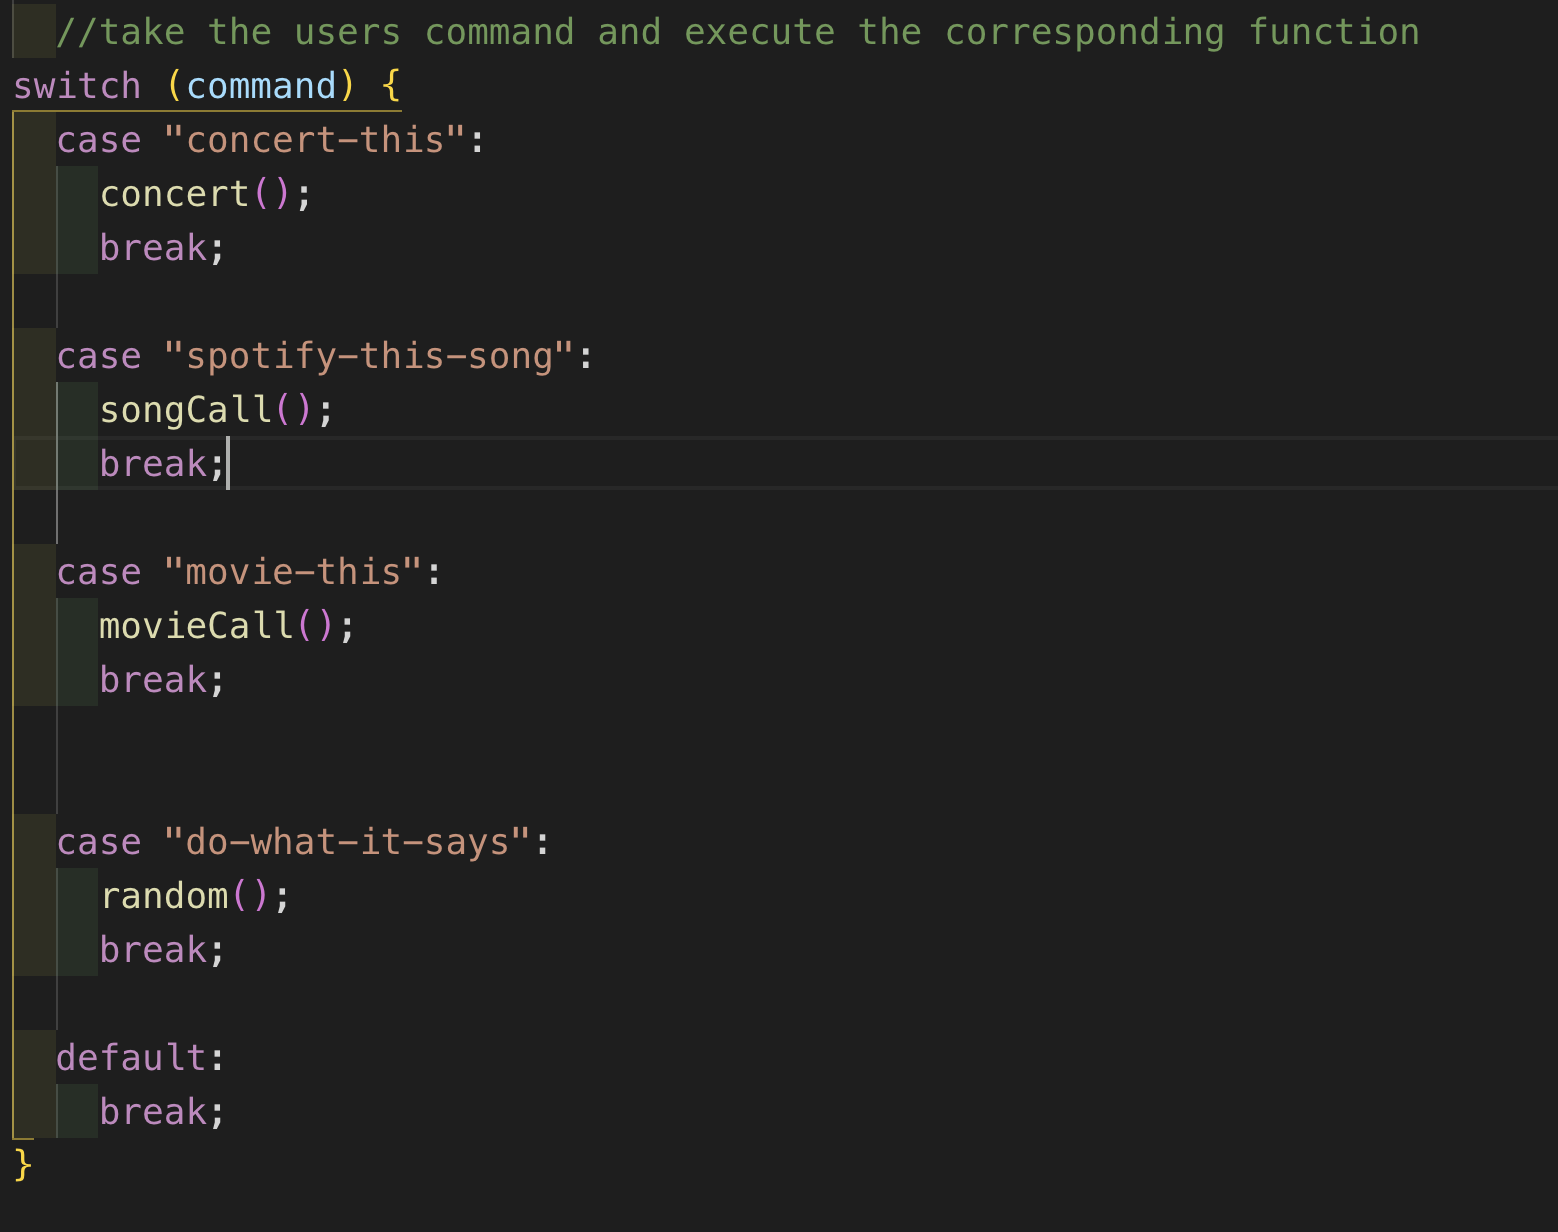 //take the users command and execute the corresponding function
switch (command) {
case "concert-this":
concert();
break;
case "spotify-this-song":
songCall();
break;
case "movie-this":
movieCall();
break;
case "do-what-it-says":
random();
break;
default:
break;
}